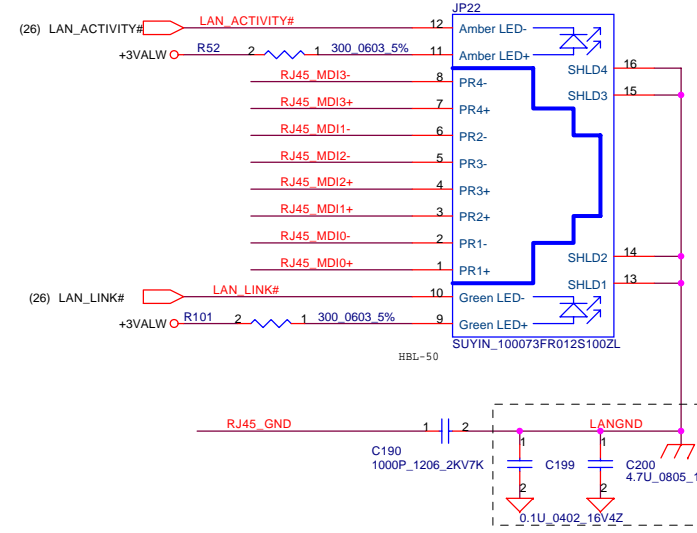 JP22
(26) LAN_ACTIVITY# LAN_ACTIVITY# 12 Amber LED-
+3VALW R52 2 1 300_0603_5% 11 Amber LED+
SHLD4 16
RJ45_MDI3- 8 PR4-
SHLD3 15
RJ45_MDI3+ 7 PR4+
RJ45_MDI1- 6 PR2-
RJ45_MDI2- 5 PR3-
RJ45_MDI2+ 4 PR3+
RJ45_MDI1+ 3 PR2+
RJ45_MDI0- 2 PR1-
SHLD2 14
RJ45_MDI0+ 1 PR1+
SHLD1 13
(26) LAN_LINK# LAN_LINK# 10 Green LED-
+3VALW R101 2 1 300_0603_5% 9 Green LED+
SUYIN_100073FR012S100ZL
HBL-50
RJ45_GND 1 2 LANGND
C190
1000P_1206_2KV7K
1 C199 2
1 C200 2
4.7U_0805_1
0.1U_0402_16V4Z